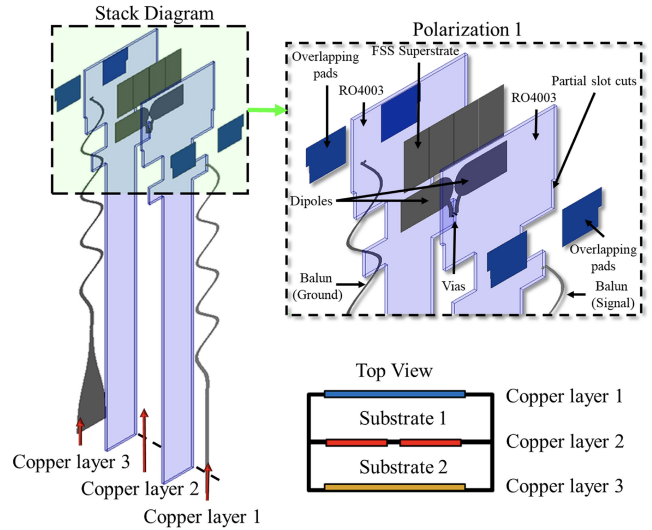 Stack Diagram
Polarization 1
Overlapping
pads
FSS Superstrate
RO4003
Partial slot cuts
RO4003
Dipoles
Balun
(Ground)
Vias
Overlapping
pads
Balun
(Signal)
Copper layer 3
Copper layer 2
Copper layer 1
Top View
Copper layer 1
Substrate 1
Copper layer 2
Substrate 2
Copper layer 3